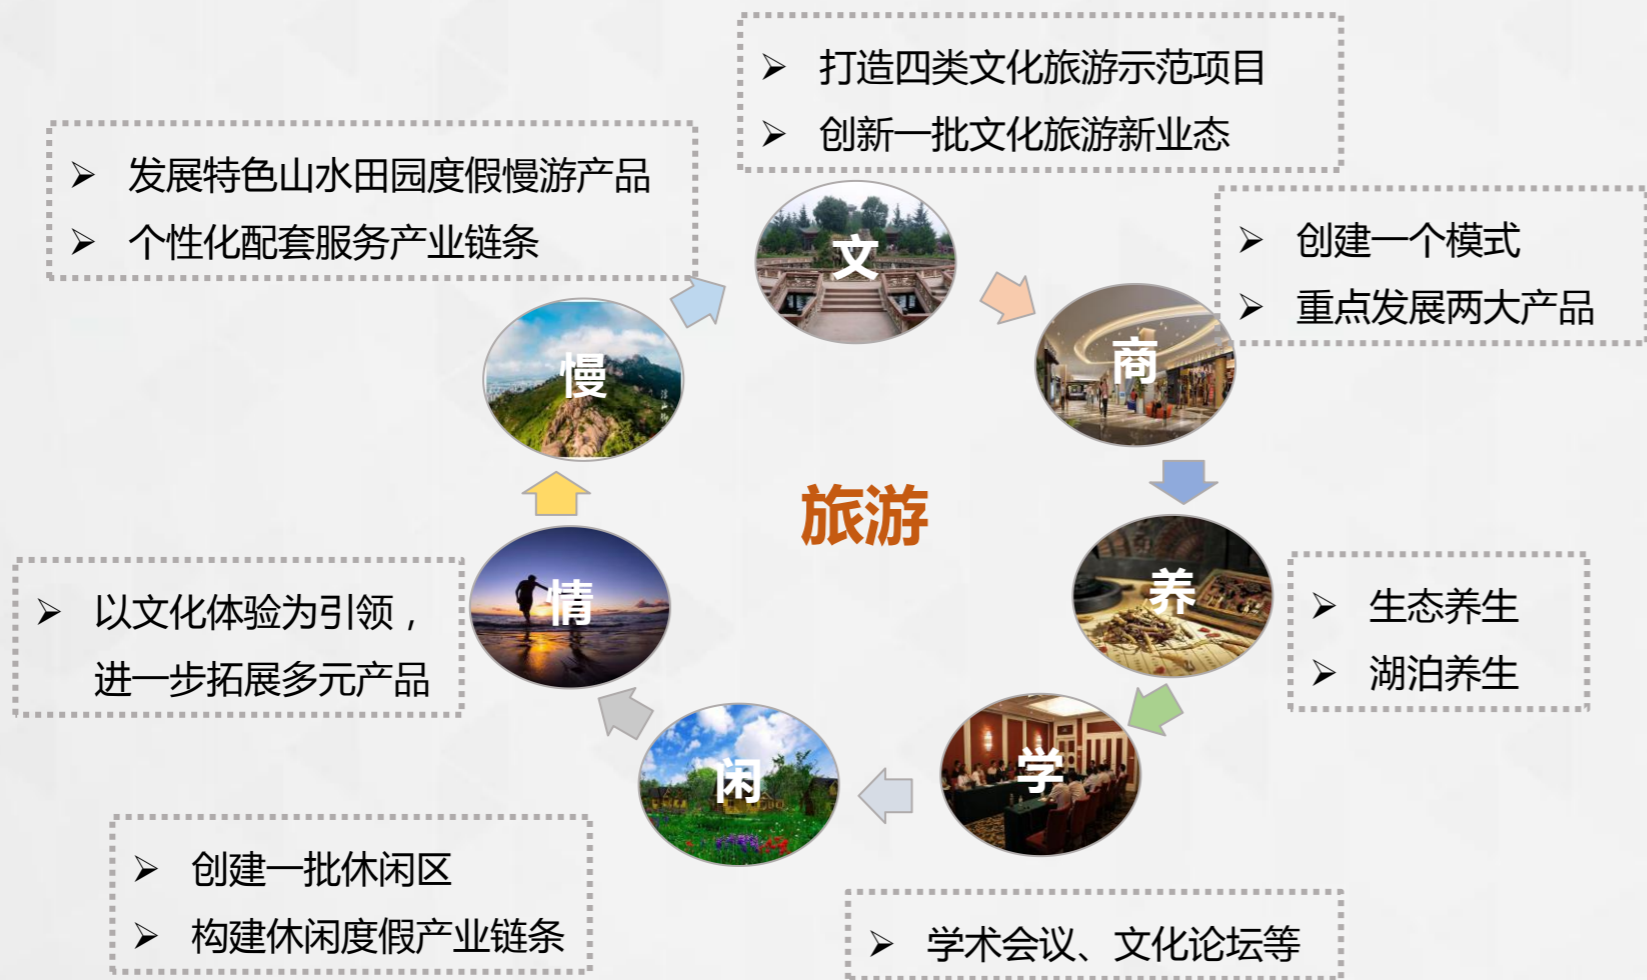 ➢ 打造四类文化旅游示范项目
➢ 创新一批文化旅游新业态
➢ 发展特色山水田园度假慢游产品
➢ 个性化配套服务产业链条
文
➢ 创建一个模式
➢ 重点发展两大产品
商
慢
旅游
养
➢ 生态养生
➢ 湖泊养生
情
➢ 以文化体验为引领，
进一步拓展多元产品
学
闲
➢ 创建一批休闲区
➢ 构建休闲度假产业链条
➢ 学术会议、文化论坛等